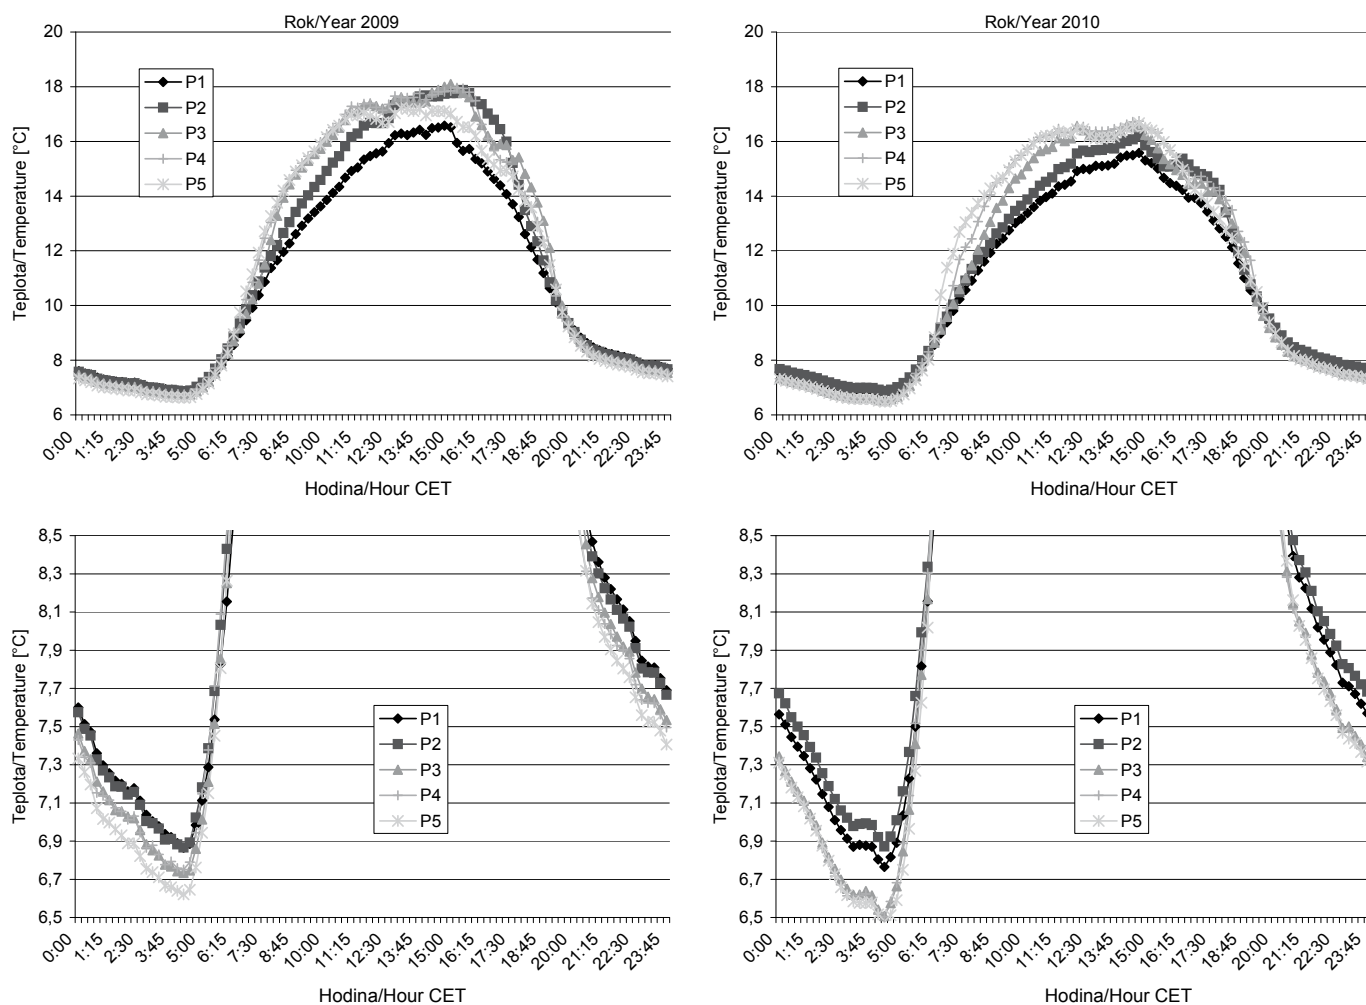 Rok/Year 2009
Teplota/Temperature [°C]
20
18
16
14
12
10
8
6
P1
P2
P3
P4
P5
0:00 1:15 2:30 3:45 5:00 6:15 7:30 8:45 10:00 11:15 12:30 13:45 15:00 16:15 17:30 18:45 20:00 21:15 22:30 23:45
Hodina/Hour CET
Rok/Year 2010
Teplota/Temperature [°C]
20
18
16
14
12
10
8
6
P1
P2
P3
P4
P5
0:00 1:15 2:30 3:45 5:00 6:15 7:30 8:45 10:00 11:15 12:30 13:45 15:00 16:15 17:30 18:45 20:00 21:15 22:30 23:45
Hodina/Hour CET
Teplota/Temperature [°C]
8,5
8,3
8,1
7,9
7,7
7,5
7,3
7,1
6,9
6,7
6,5
P1
P2
P3
P4
P5
0:00 1:15 2:30 3:45 5:00 6:15 7:30 8:45 10:00 11:15 12:30 13:45 15:00 16:15 17:30 18:45 20:00 21:15 22:30 23:45
Hodina/Hour CET
Teplota/Temperature [°C]
8,5
8,3
8,1
7,9
7,7
7,5
7,3
7,1
6,9
6,7
6,5
P1
P2
P3
P4
P5
0:00 1:15 2:30 3:45 5:00 6:15 7:30 8:45 10:00 11:15 12:30 13:45 15:00 16:15 17:30 18:45 20:00 21:15 22:30 23:45
Hodina/Hour CET